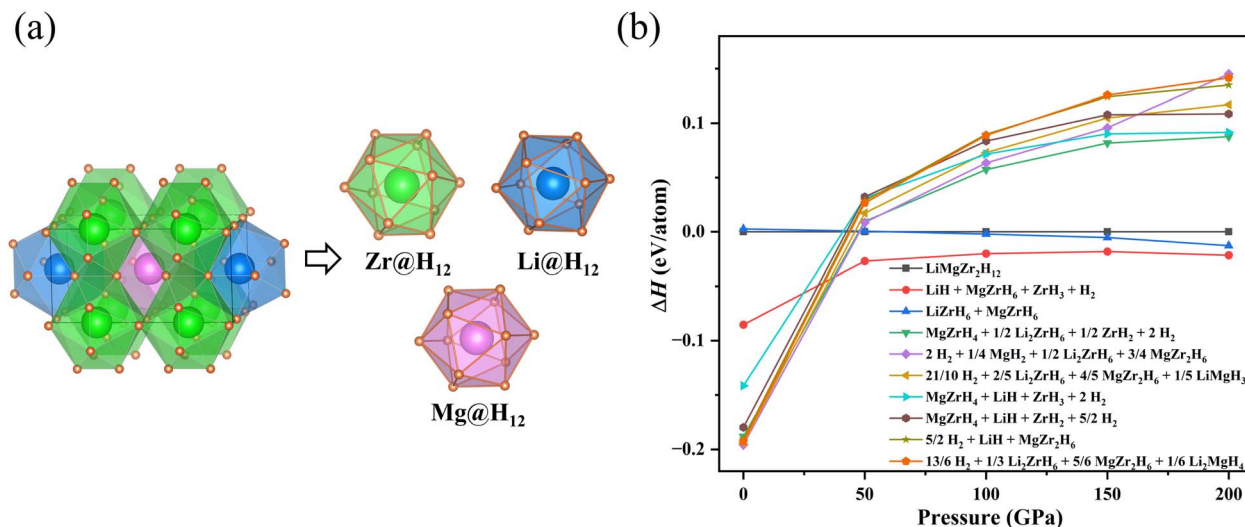 (a)
Zr@H₁₂
Li@H₁₂
Mg@H₁₂
(b)
ΔH (eV/atom)
0.1
0.0
−0.1
−0.2
LiMgZr₂H₁₂
LiH + MgZrH₆ + ZrH₃ + H₂
LiZrH₆ + MgZrH₆
MgZrH₄ + 1/2 Li₂ZrH₆ + 1/2 ZrH₂ + 2 H₂
2 H₂ + 1/4 MgH₂ + 1/2 Li₂ZrH₆ + 3/4 MgZr₂H₆
21/10 H₂ + 2/5 Li₂ZrH₆ + 4/5 MgZr₂H₆ + 1/5 LiMgH₃
MgZrH₄ + LiH + ZrH₃ + 2 H₂
MgZrH₄ + LiH + ZrH₂ + 5/2 H₂
5/2 H₂ + LiH + MgZr₂H₆
13/6 H₂ + 1/3 Li₂ZrH₆ + 5/6 MgZr₂H₆ + 1/6 Li₂MgH₄
0 50 100 150 200
Pressure (GPa)